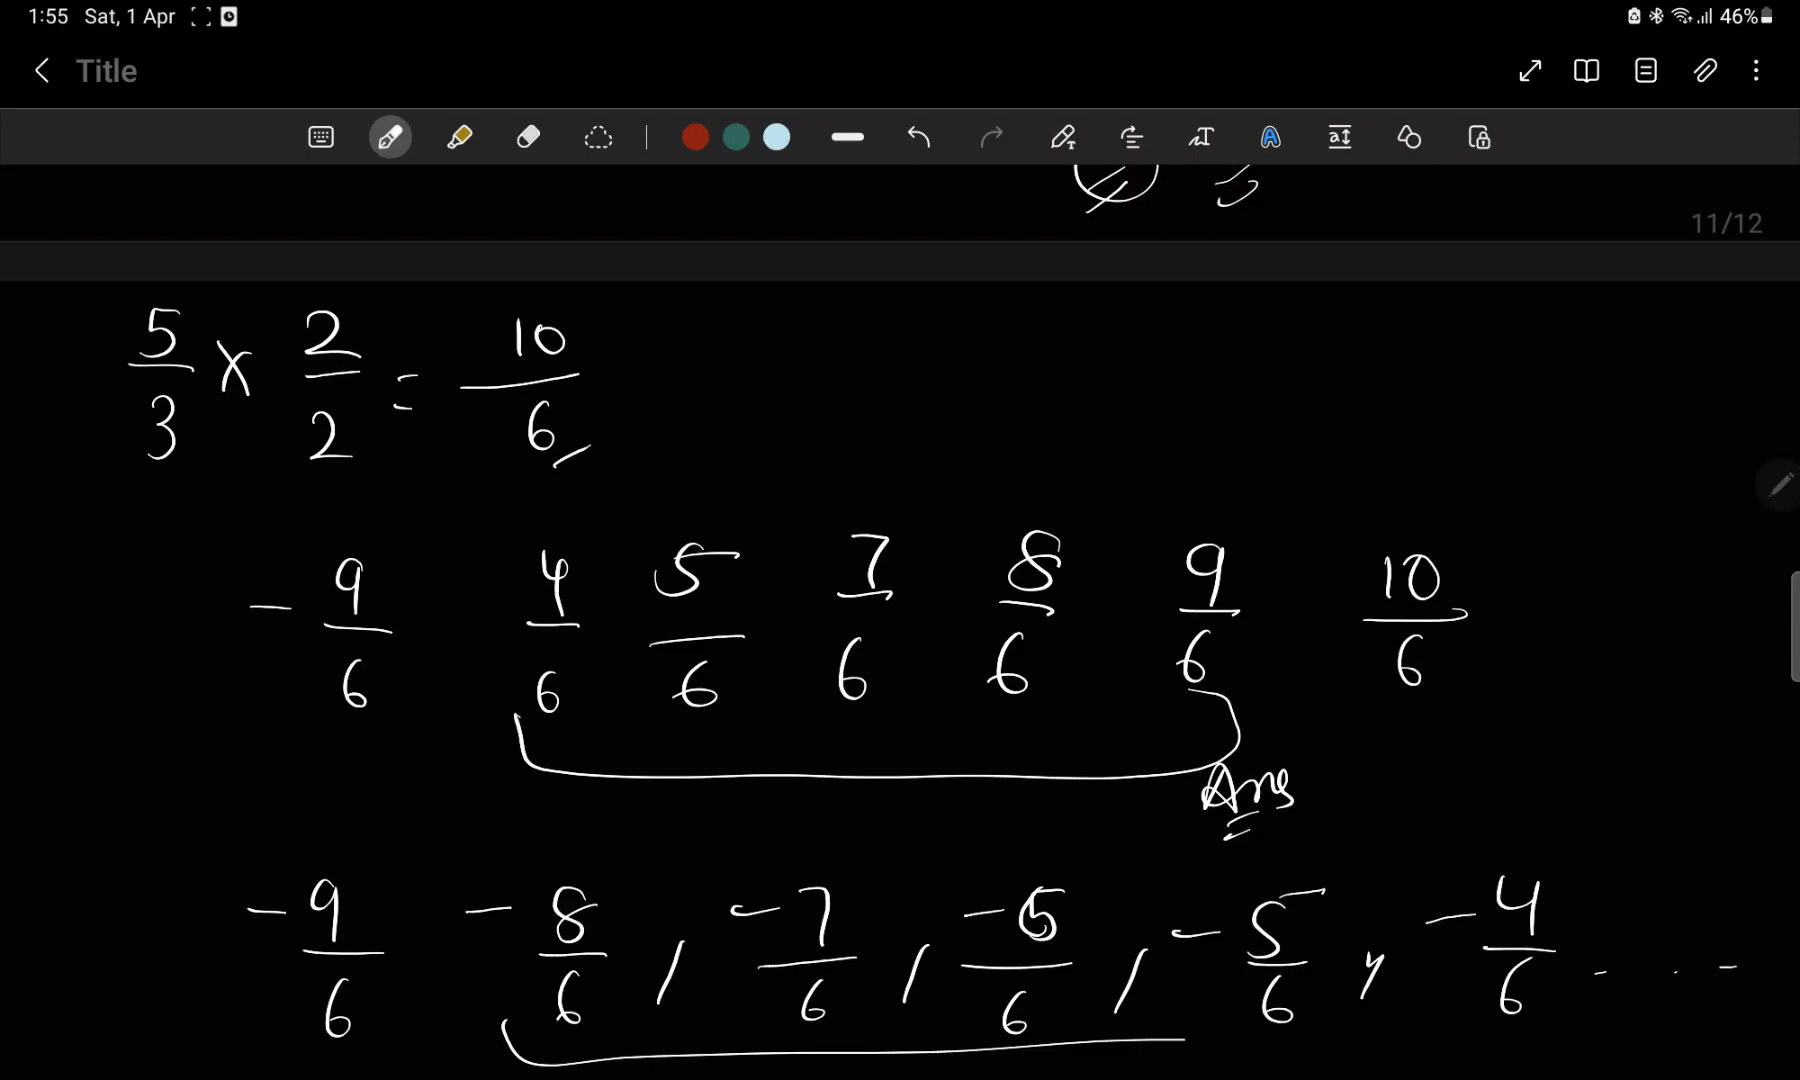 1:55 Sat, 1 Apr 46%
Title
11/12
5/3 x 2/2 = 10/6
-9/6 4/6 5/6 7/6 8/6 9/6 10/6
Ans
-9/6 -8/6, -7/6, -6/6, -5/6, -4/6 - . -